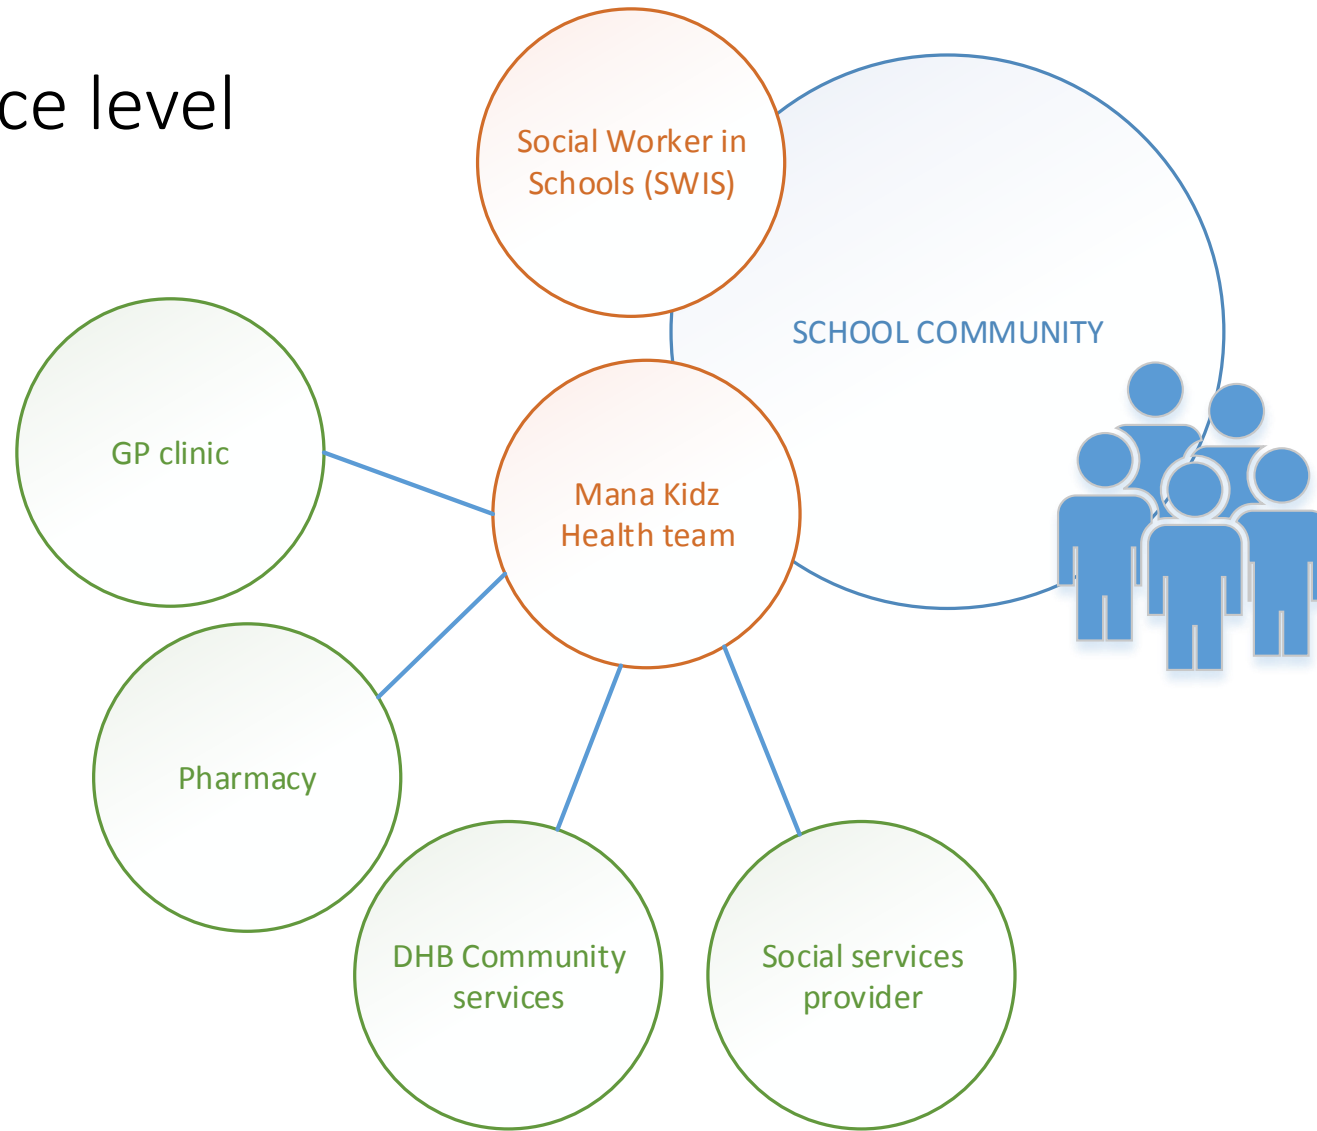 ce level
Social Worker in
Schools (SWIS)
SCHOOL COMMUNITY
GP clinic
Mana Kidz
Health team
Pharmacy
DHB Community
services
Social services
provider